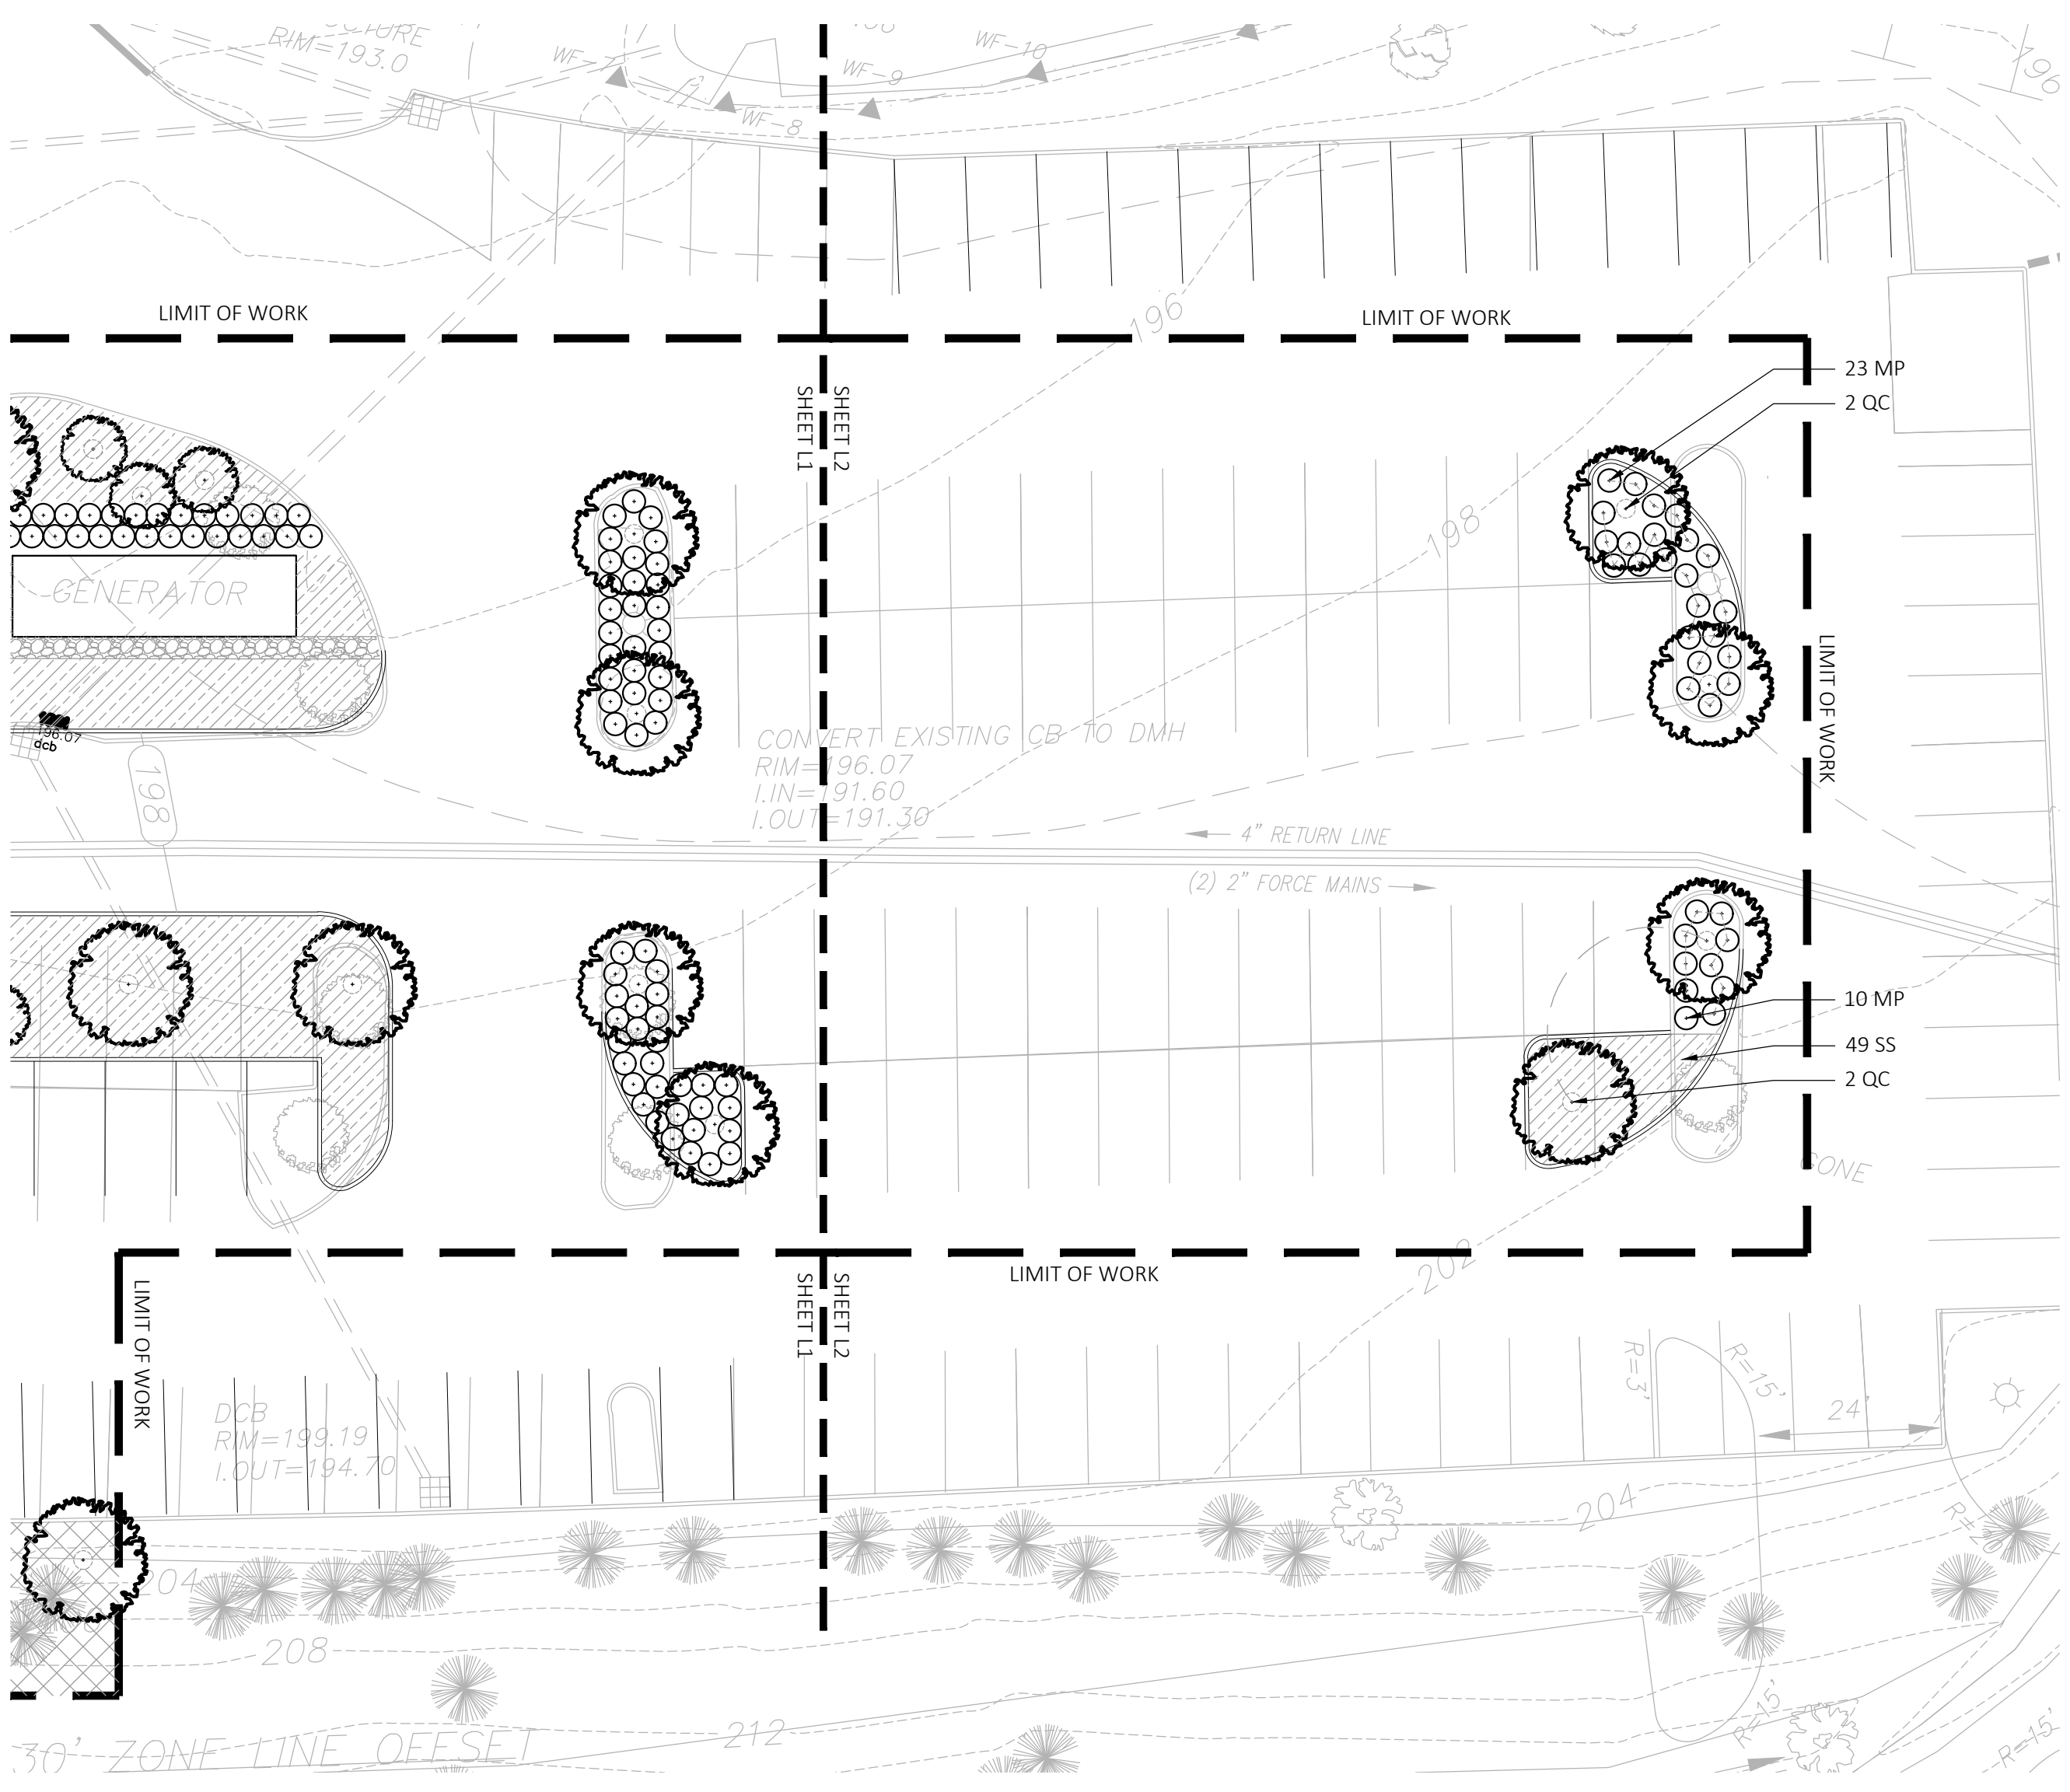 RIM=193.0
WF-7
WF-8
WF-9
WF-10
196
LIMIT OF WORK
LIMIT OF WORK
196
23 MP
2 QC
SHEET L1
SHEET L2
198
GENERATOR
LIMIT OF WORK
196.07
dcb
198
CONVERT EXISTING CB TO DMH
RIM=196.07
I.IN=191.60
I.OUT=191.30
4" RETURN LINE
(2) 2" FORCE MAINS
10 MP
49 SS
2 QC
GONE
202
LIMIT OF WORK
LIMIT OF WORK
SHEET L1
SHEET L2
R=3'
R=15'
24'
DCB
RIM=199.19
I.OUT=194.70
204
204
208
212
R=15'
R=15'
30' ZONE LINE OFFSET